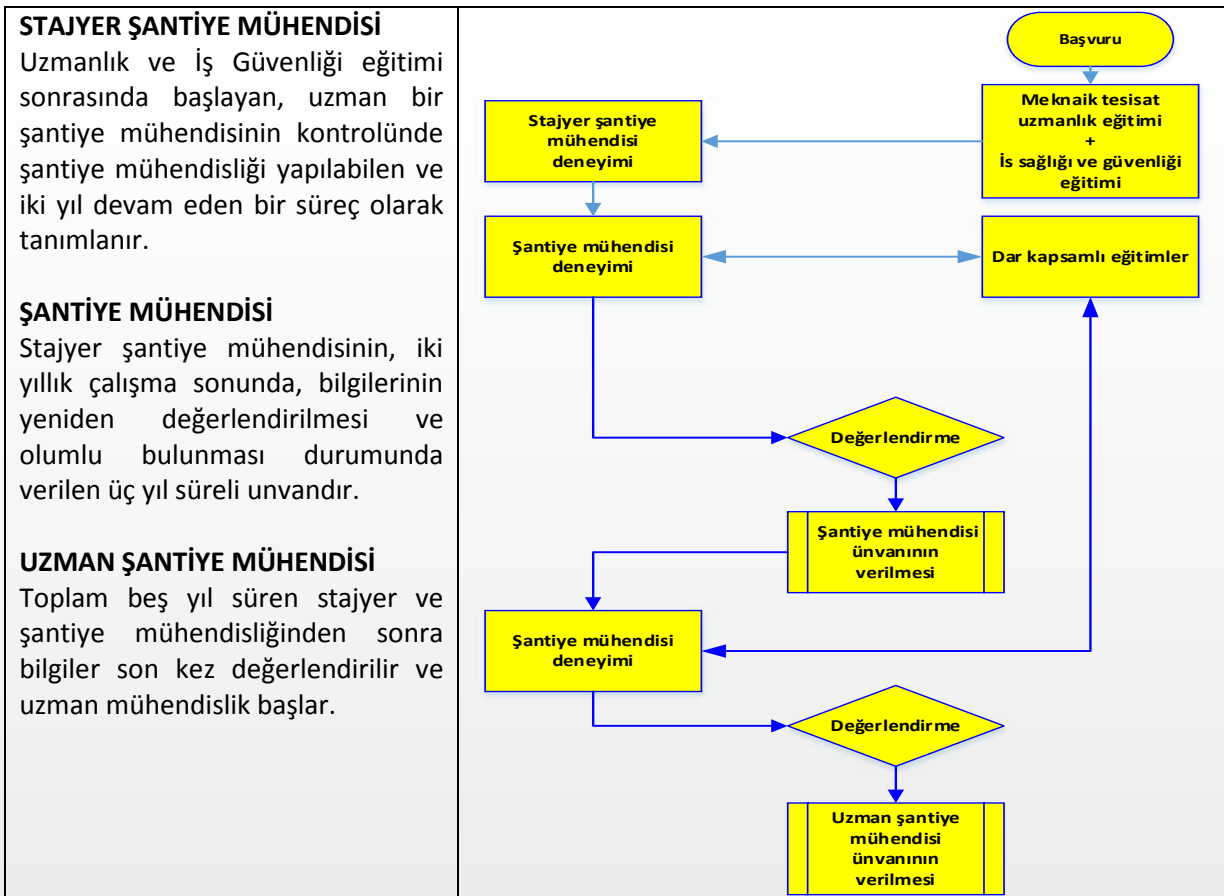 STAJYER ŞANTİYE MÜHENDİSİ
Uzmanlık ve İş Güvenliği eğitimi
sonrasında başlayan, uzman bir
şantiye mühendisinin kontrolünde
şantiye mühendisliği yapılabilen ve
iki yıl devam eden bir süreç olarak
tanımlanır.
ŞANTİYE MÜHENDİSİ
Stajyer şantiye mühendisinin, iki
yıllık çalışma sonunda, bilgilerinin
yeniden değerlendirilmesi ve
olumlu bulunması durumunda
verilen üç yıl süreli unvandır.
UZMAN ŞANTİYE MÜHENDİSİ
Toplam beş yıl süren stajyer ve
şantiye mühendisliğinden sonra
bilgiler son kez değerlendirilir ve
uzman mühendislik başlar.
Başvuru
Meknaik tesisat
uzmanlık eğitimi
+
İs sağlığı ve güvenliği
eğitimi
Stajyer şantiye
mühendisi
deneyimi
Şantiye mühendisi
deneyimi
Dar kapsamlı eğitimler
Değerlendirme
Şantiye mühendisi
ünvanının
verilmesi
Şantiye mühendisi
deneyimi
Değerlendirme
Uzman şantiye
mühendisi
ünvanının
verilmesi